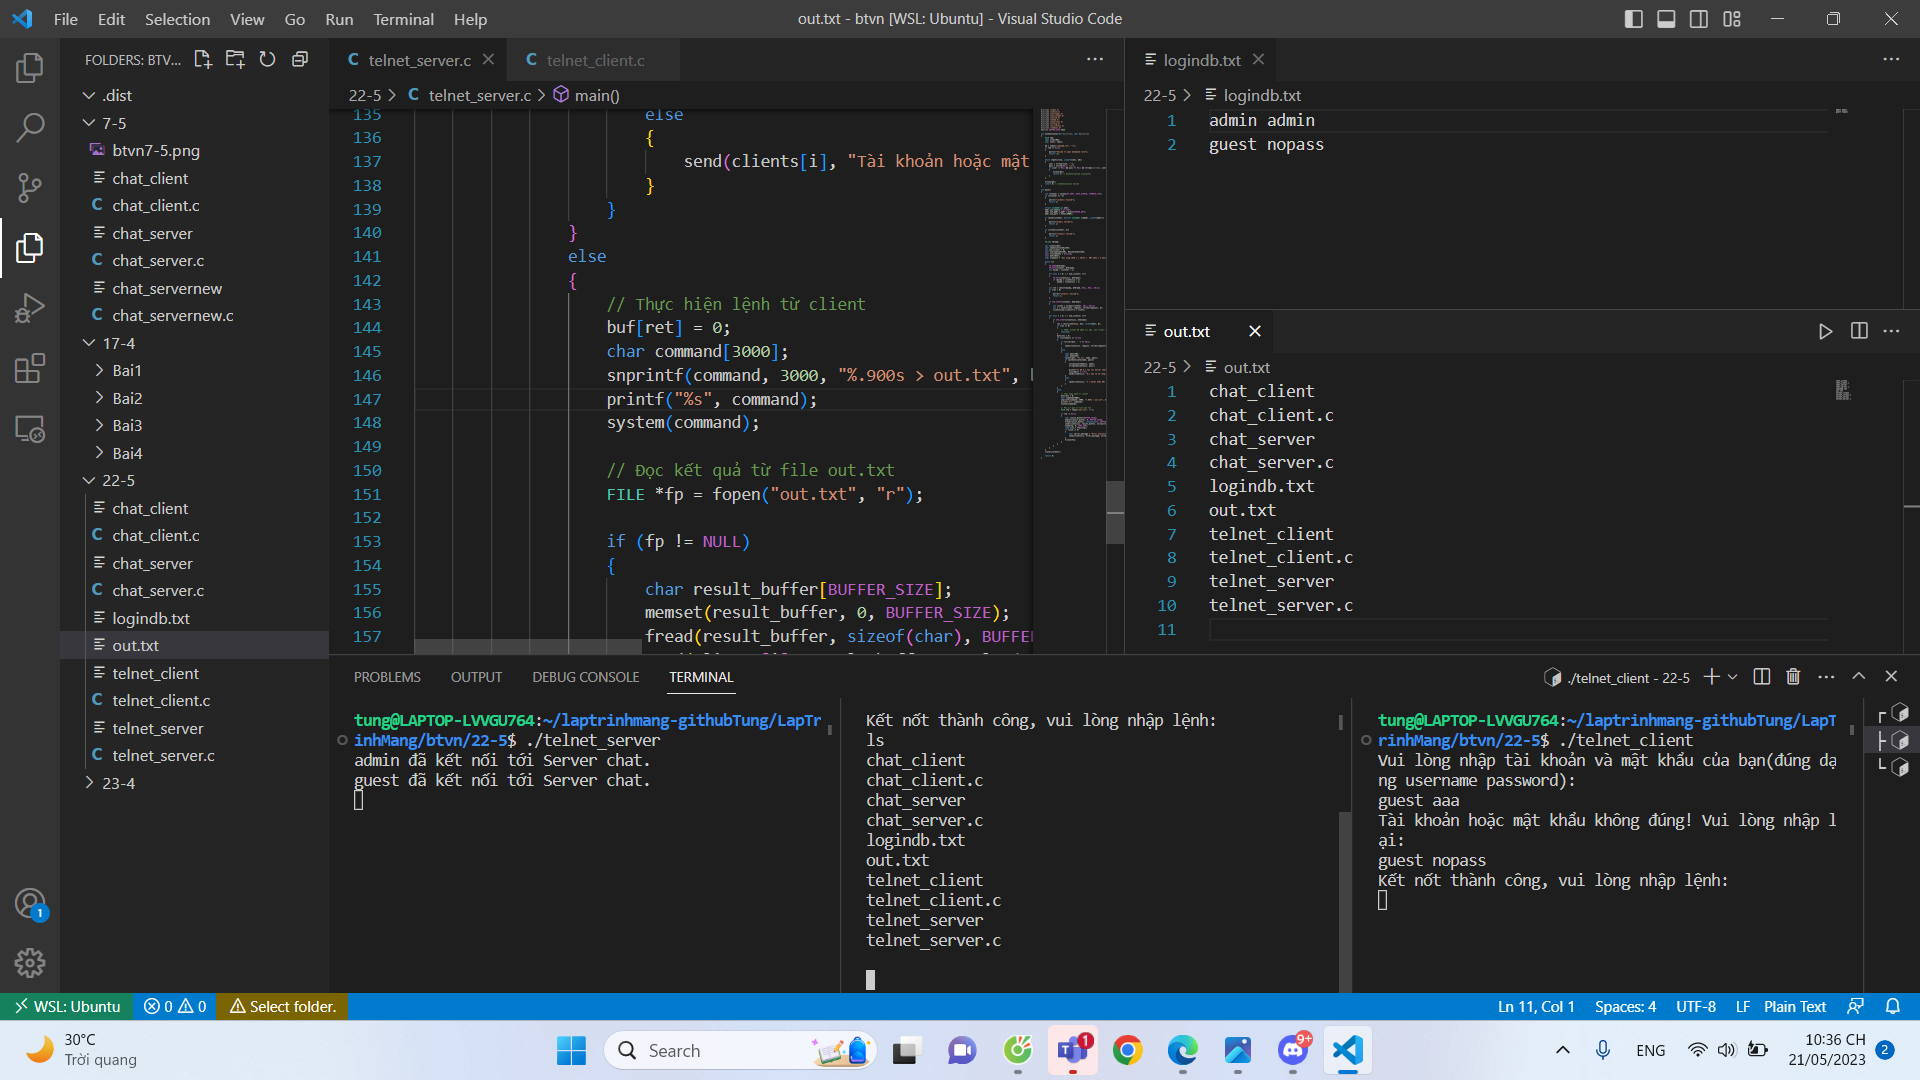 File Edit Selection View Go Run Terminal Help
out.txt - btvn [WSL: Ubuntu] - Visual Studio Code
FOLDERS: BTV...
.dist
7-5
btvn7-5.png
chat_client
chat_client.c
chat_server
chat_server.c
chat_servernew
chat_servernew.c
17-4
Bai1
Bai2
Bai3
Bai4
22-5
chat_client
chat_client.c
chat_server
chat_server.c
logindb.txt
out.txt
telnet_client
telnet_client.c
telnet_server
telnet_server.c
23-4
telnet_server.c
telnet_client.c
22-5 > C telnet_server.c > main()
135 else
136 {
137 send(clients[i], "Tài khoản hoặc mật
138 }
139 }
140 }
141 else
142 {
143 // Thực hiện lệnh từ client
144 buf[ret] = 0;
145 char command[3000];
146 snprintf(command, 3000, "%.900s > out.txt",
147 printf("%s", command);
148 system(command);
149
150 // Đọc kết quả từ file out.txt
151 FILE *fp = fopen("out.txt", "r");
152
153 if (fp != NULL)
154 {
155 char result_buffer[BUFFER_SIZE];
156 memset(result_buffer, 0, BUFFER_SIZE);
157 fread(result_buffer, sizeof(char), BUFFE
logindb.txt
22-5 > logindb.txt
1 admin admin
2 guest nopass
out.txt
22-5 > out.txt
1 chat_client
2 chat_client.c
3 chat_server
4 chat_server.c
5 logindb.txt
6 out.txt
7 telnet_client
8 telnet_client.c
9 telnet_server
10 telnet_server.c
11
PROBLEMS OUTPUT DEBUG CONSOLE TERMINAL
./telnet_client - 22-5
tung@LAPTOP-LVVGU764:~/laptrinhmang-githubTung/LapTr
inhMang/btvn/22-5$ ./telnet_server
admin đã kết nối tới Server chat.
guest đã kết nối tới Server chat.
Kết nốt thành công, vui lòng nhập lệnh:
ls
chat_client
chat_client.c
chat_server
chat_server.c
logindb.txt
out.txt
telnet_client
telnet_client.c
telnet_server
telnet_server.c
tung@LAPTOP-LVVGU764:~/laptrinhmang-githubTung/LapT
rinhMang/btvn/22-5$ ./telnet_client
Vui lòng nhập tài khoản và mật khẩu của bạn(đúng dạ
ng username password):
guest aaa
Tài khoản hoặc mật khẩu không đúng! Vui lòng nhập l
ại:
guest nopass
Kết nốt thành công, vui lòng nhập lệnh:
1
WSL: Ubuntu 0 0 Select folder.
Ln 11, Col 1 Spaces: 4 UTF-8 LF Plain Text
30°C
Trời quang
Search
1
9+
ENG
10:36 CH
21/05/2023
2